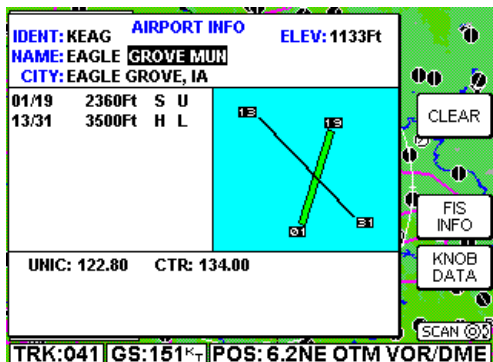 AIRPORT INFO
IDENT: KEAG ELEV: 1133Ft
NAME: EAGLE GROVE MUN
CITY: EAGLE GROVE, IA
01/19 2360Ft S U
13/31 3500Ft H L
13
19
01
31
UNIC: 122.80 CTR: 134.00
CLEAR
FIS INFO
KNOB DATA
SCAN
TRK:041 GS:151KT POS: 6.2NE OTM VOR/DME